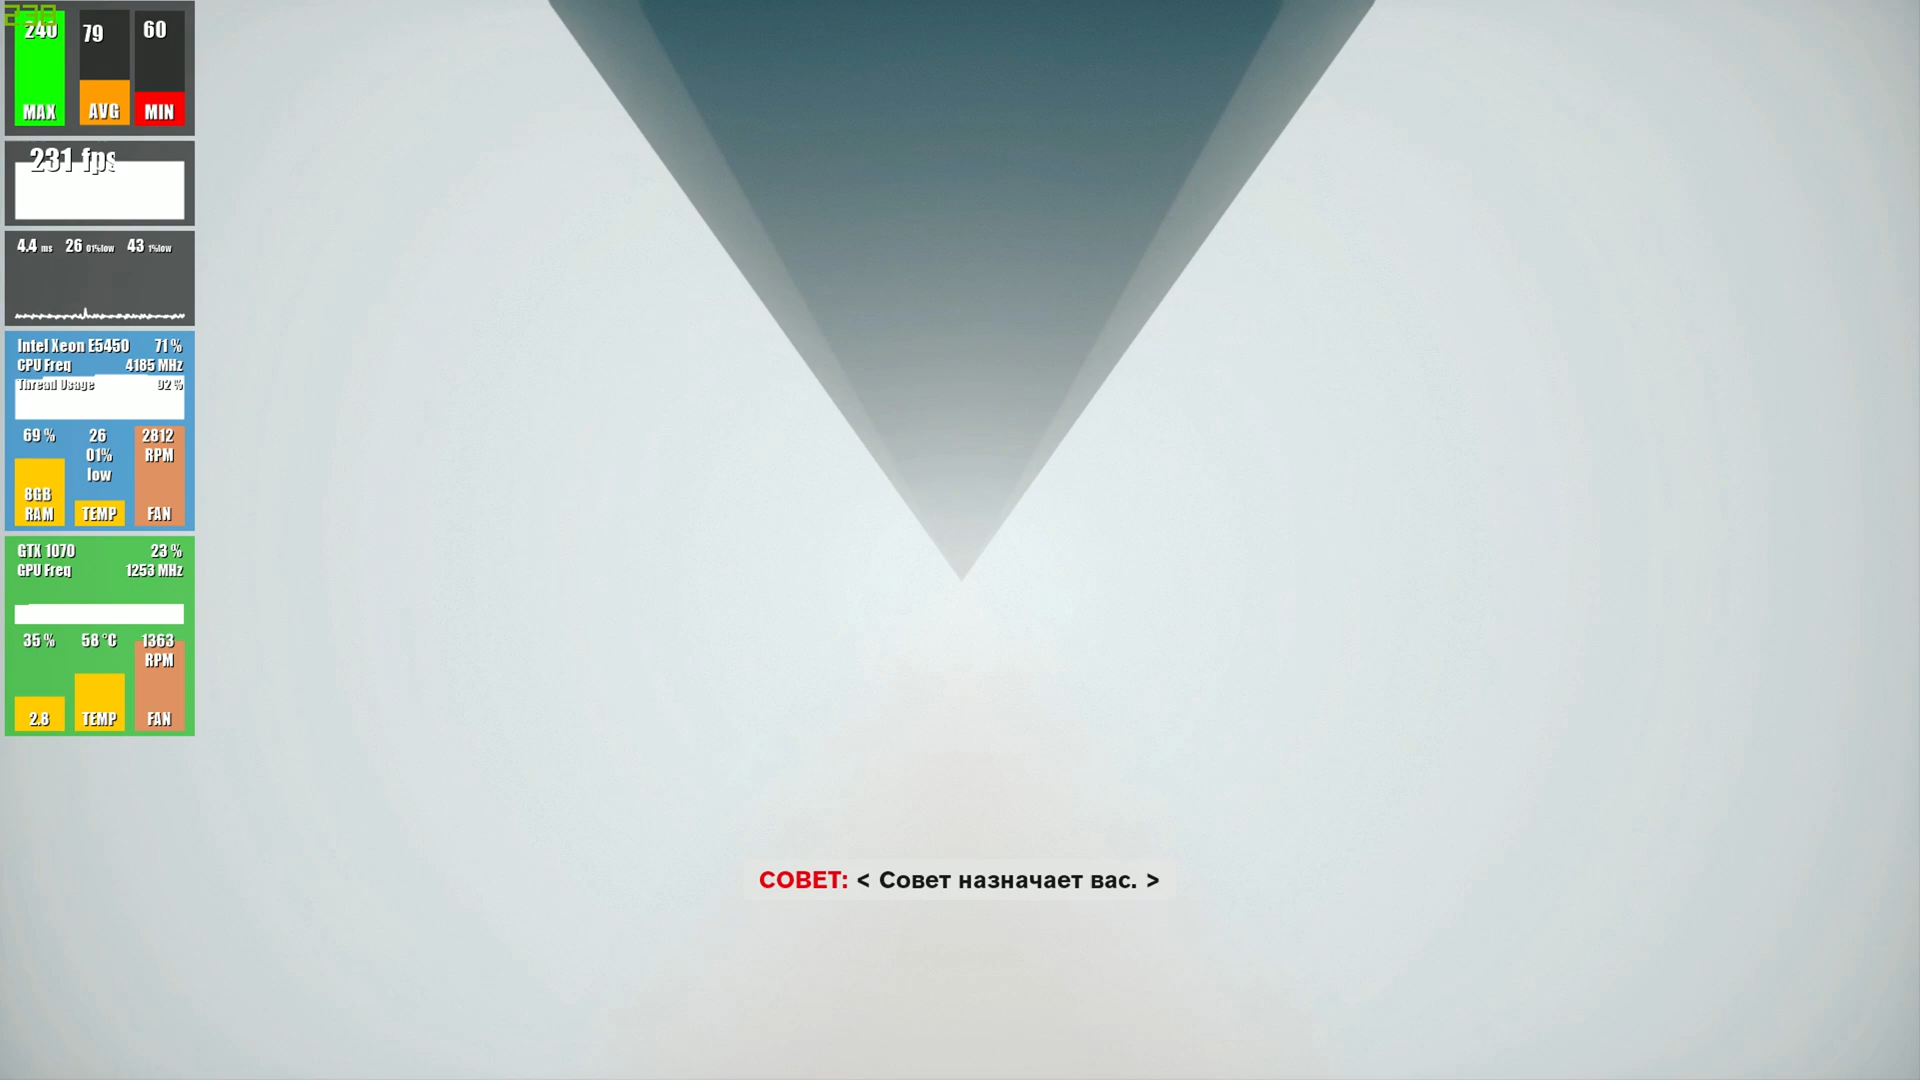 230
240 79 60
MAX AVG MIN
231 fps
4.4 ms 26 01%low 43 1%low
Intel Xeon E5450 71 %
CPU Freq 4185 MHz
Thread Usage 92 %
69 % 26 2812
01% RPM
low
8GB
RAM TEMP FAN
GTX 1070 23 %
GPU Freq 1253 MHz
35 % 58 °C 1363
RPM
2.8 TEMP FAN
СОВЕТ: < Совет назначает вас. >